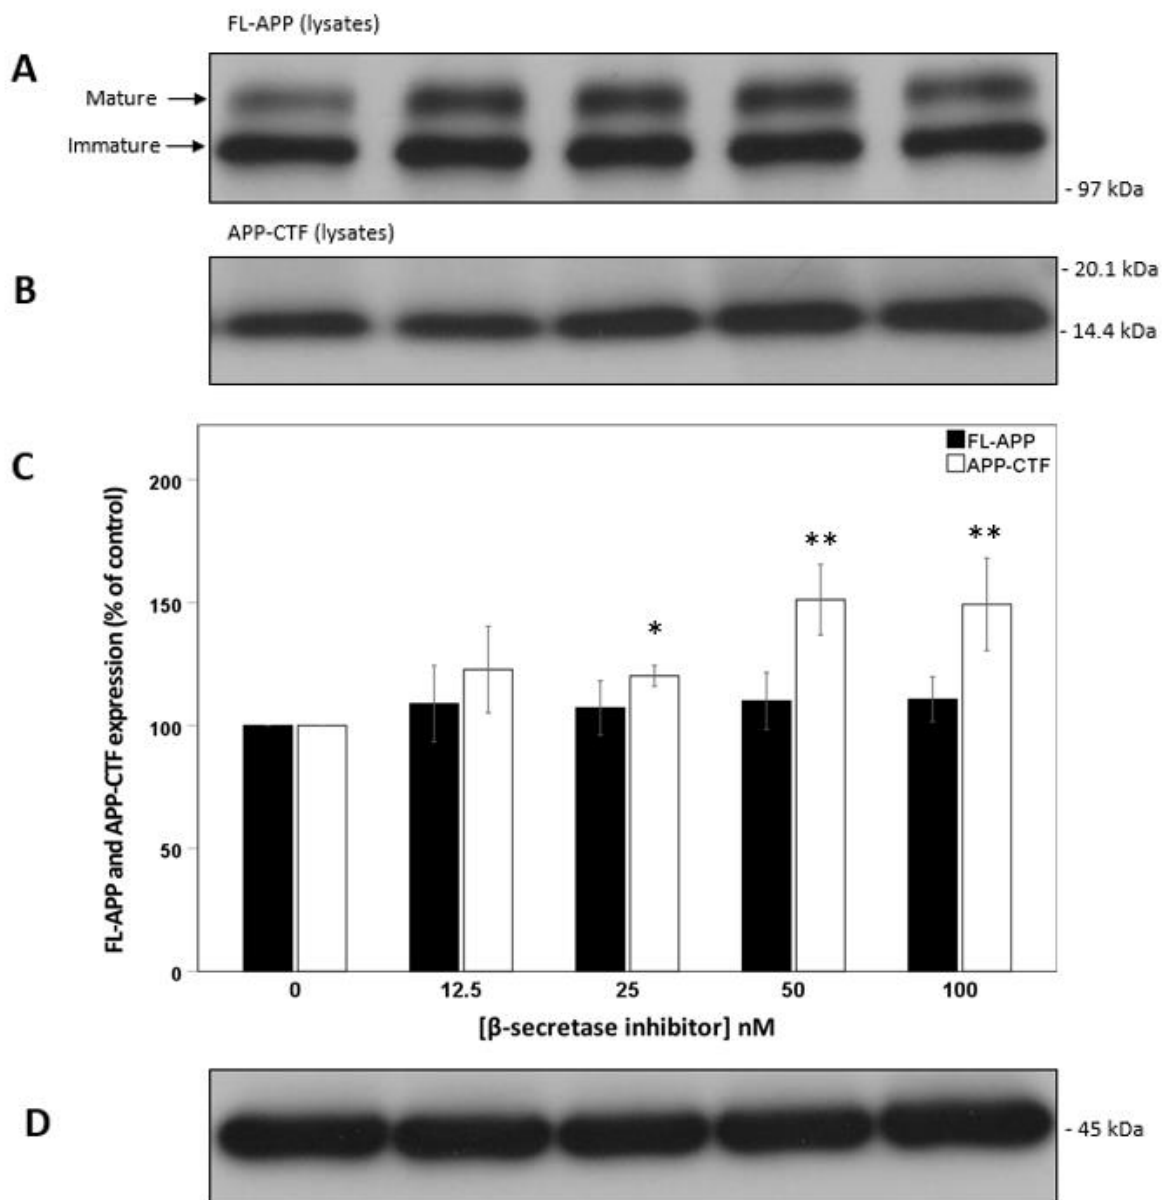 FL-APP (lysates)
A
Mature
Immature
- 97 kDa
APP-CTF (lysates)
B
- 20.1 kDa
- 14.4 kDa
C
FL-APP
APP-CTF
FL-APP and APP-CTF expression (% of control)
200
150
100
50
0
**
**
*
0 12.5 25 50 100
[β-secretase inhibitor] nM
D
- 45 kDa